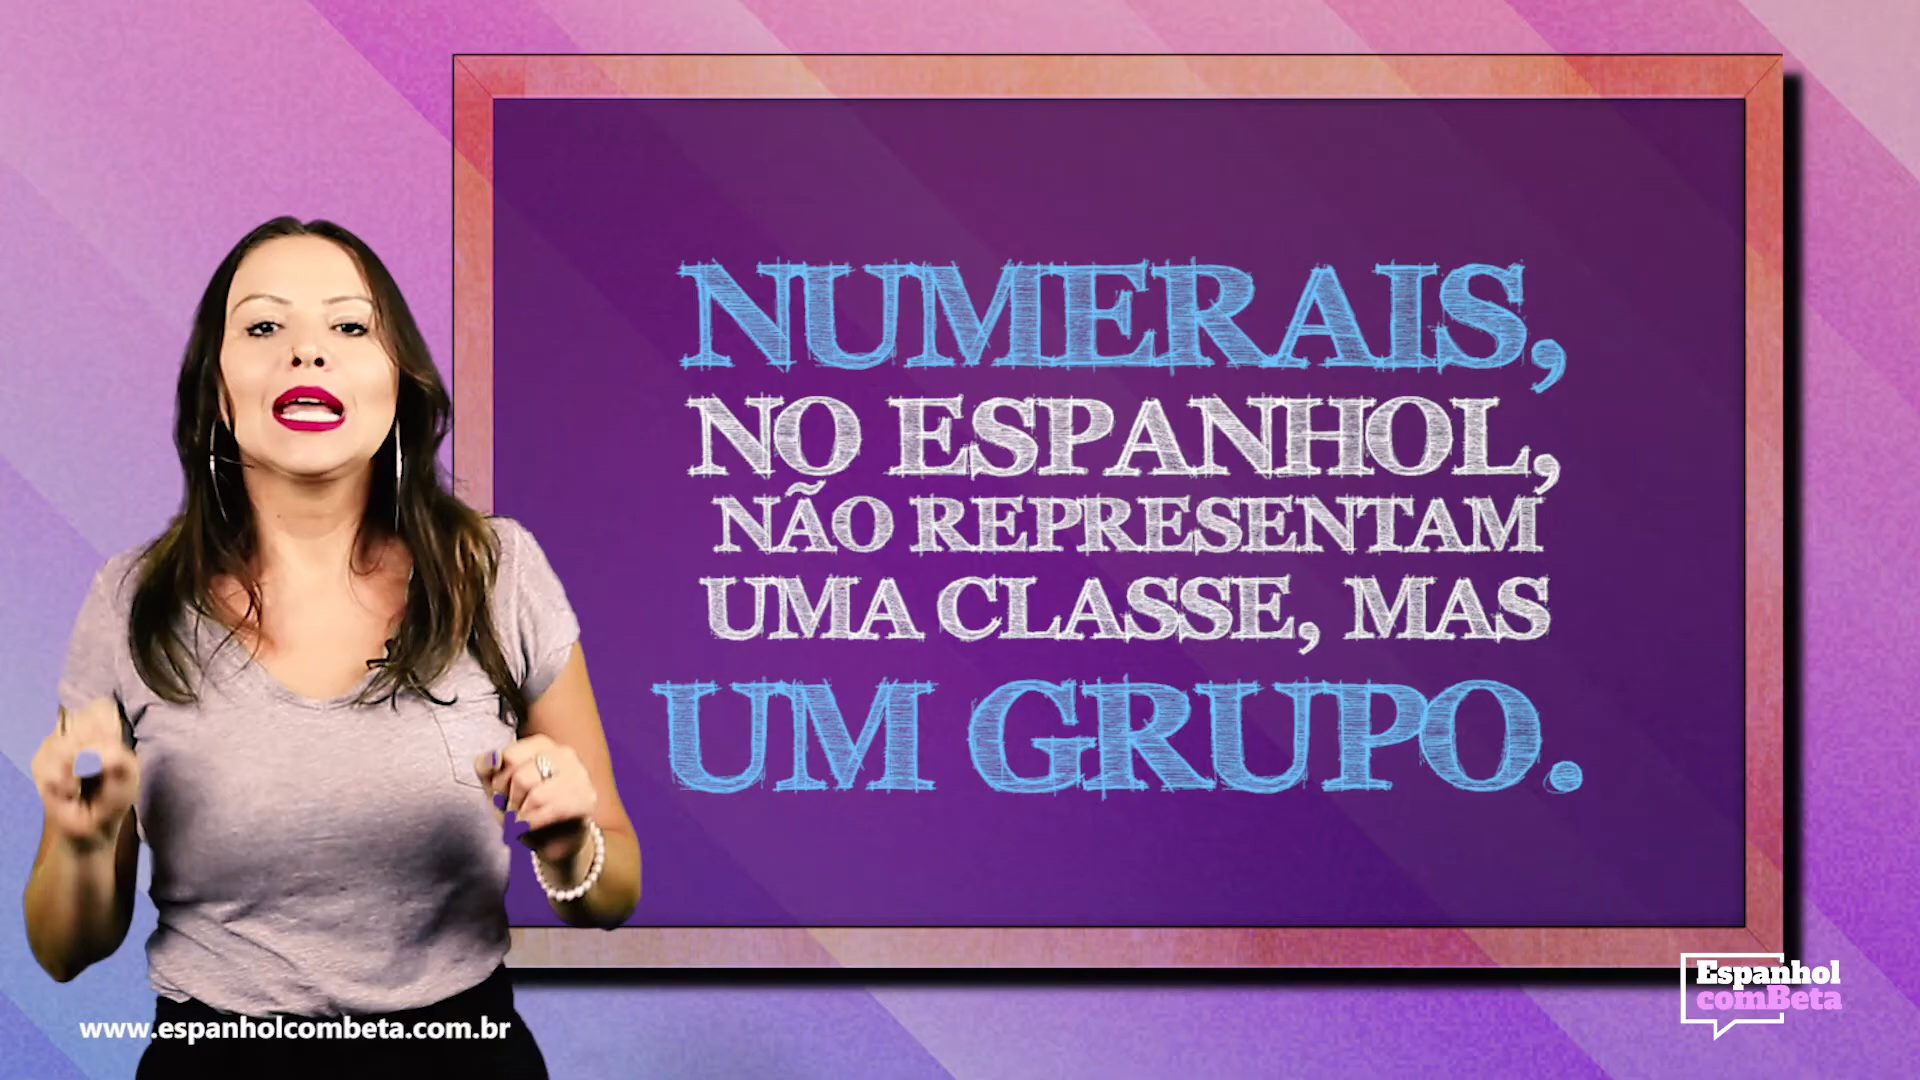 NUMERAIS,
NO ESPANHOL,
NÃO REPRESENTAM
UMA CLASSE, MAS
UM GRUPO.
Espanhol
comBeta
www.espanholcombeta.com.br